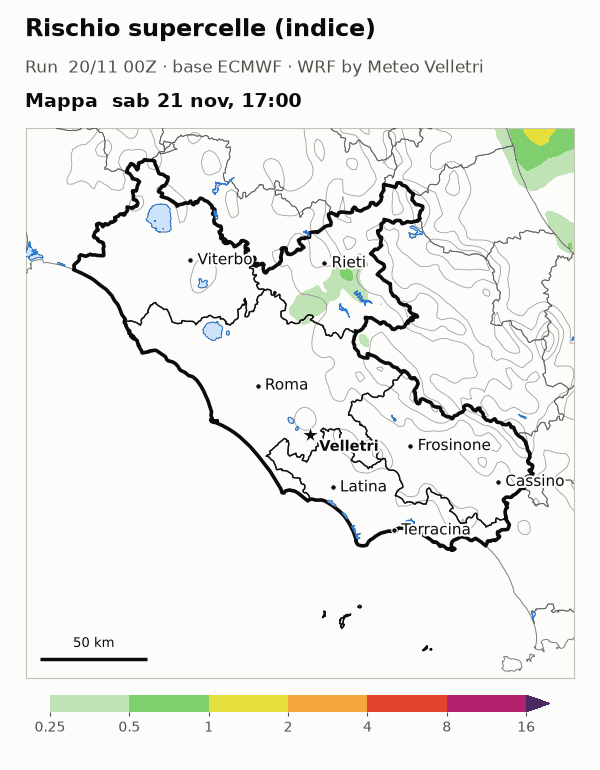 Rischio supercelle (indice)
Run  20/11 00Z · base ECMWF · WRF by Meteo Velletri
Mappa  sab 21 nov, 17:00
Viterbo
Rieti
Roma
Velletri
Frosinone
Latina
Cassino
Terracina
50 km
0.25 0.5 1 2 4 8 16